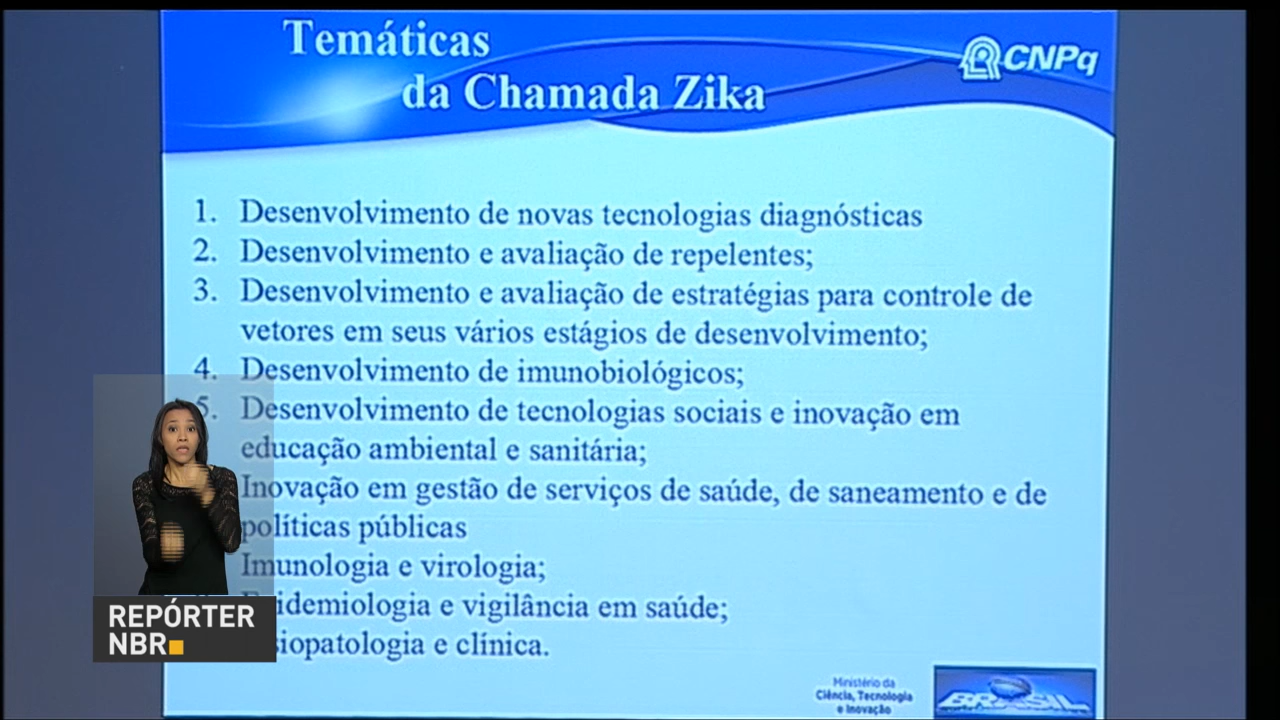 Temáticas
da Chamada Zika
CNPq
1. Desenvolvimento de novas tecnologias diagnósticas
2. Desenvolvimento e avaliação de repelentes;
3. Desenvolvimento e avaliação de estratégias para controle de
vetores em seus vários estágios de desenvolvimento;
4. Desenvolvimento de imunobiológicos;
5. Desenvolvimento de tecnologias sociais e inovação em
educação ambiental e sanitária;
Inovação em gestão de serviços de saúde, de saneamento e de
políticas públicas
Imunologia e virologia;
Epidemiologia e vigilância em saúde;
siopatologia e clínica.
REPÓRTER
NBR
Ministério da
Ciência, Tecnologia
e Inovação
BRASIL